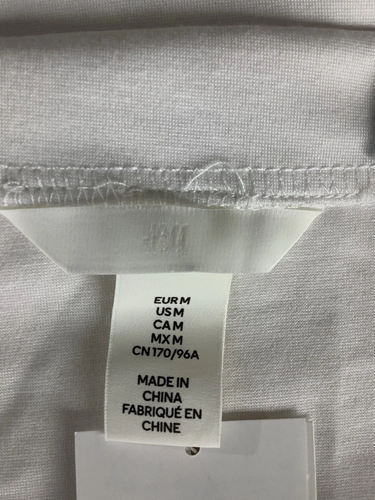 H&M
EUR M
US M
CA M
MX M
CN 170/96A
MADE IN
CHINA
FABRIQUÉ EN
CHINE